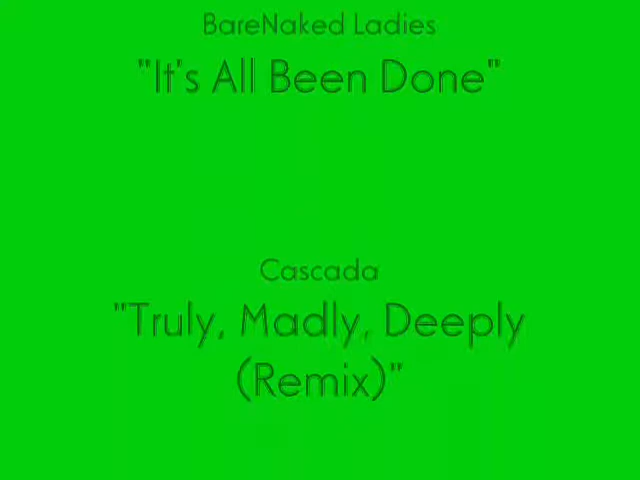 BareNaked Ladies
"It's All Been Done"
Cascada
"Truly, Madly, Deeply
(Remix)"